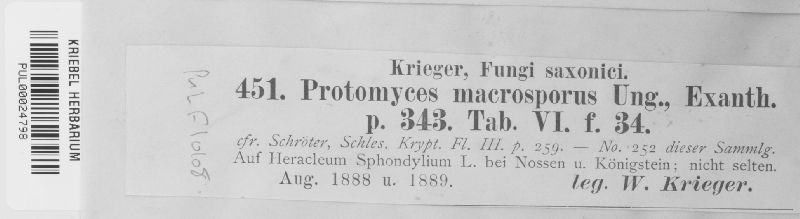 KRIEBEL HERBARIUM
PUL00024798
PUL F10108.
Krieger, Fungi saxonici.
451. Protomyces macrosporus Ung., Exanth.
p. 343. Tab. VI. f. 34.
cfr. Schröter, Schles. Krypt. Fl. III. p. 259. — No. 252 dieser Sammlg.
Auf Heracleum Sphondylium L. bei Nossen u. Königstein; nicht selten.
Aug. 1888 u. 1889. leg. W. Krieger.